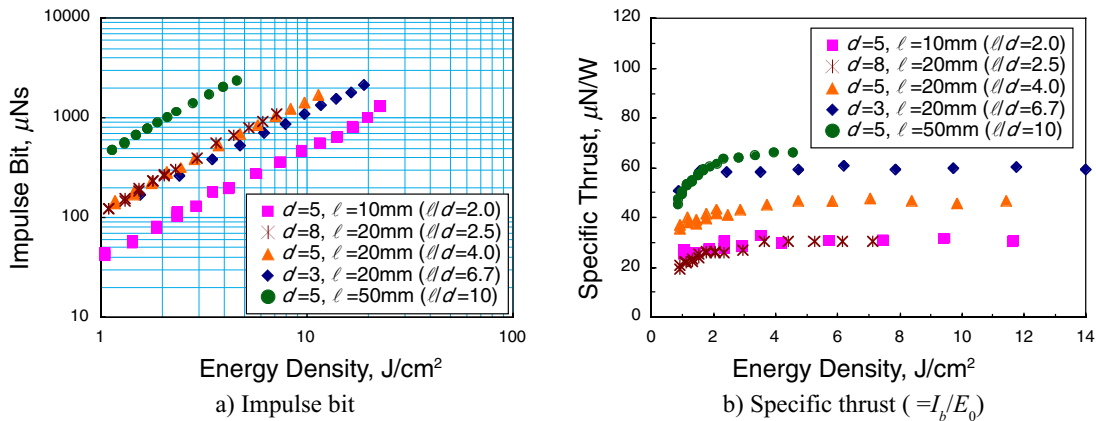 10000
1000
100
10
Impulse Bit, μNs
d=5, ℓ=10mm (ℓ/d=2.0)
d=8, ℓ=20mm (ℓ/d=2.5)
d=5, ℓ=20mm (ℓ/d=4.0)
d=3, ℓ=20mm (ℓ/d=6.7)
d=5, ℓ=50mm (ℓ/d=10)
1 10 100
Energy Density, J/cm²
a) Impulse bit
120
100
80
60
40
20
0
Specific Thrust, μN/W
d=5, ℓ=10mm (ℓ/d=2.0)
d=8, ℓ=20mm (ℓ/d=2.5)
d=5, ℓ=20mm (ℓ/d=4.0)
d=3, ℓ=20mm (ℓ/d=6.7)
d=5, ℓ=50mm (ℓ/d=10)
0 2 4 6 8 10 12 14
Energy Density, J/cm²
b) Specific thrust ( =I_b/E_0)